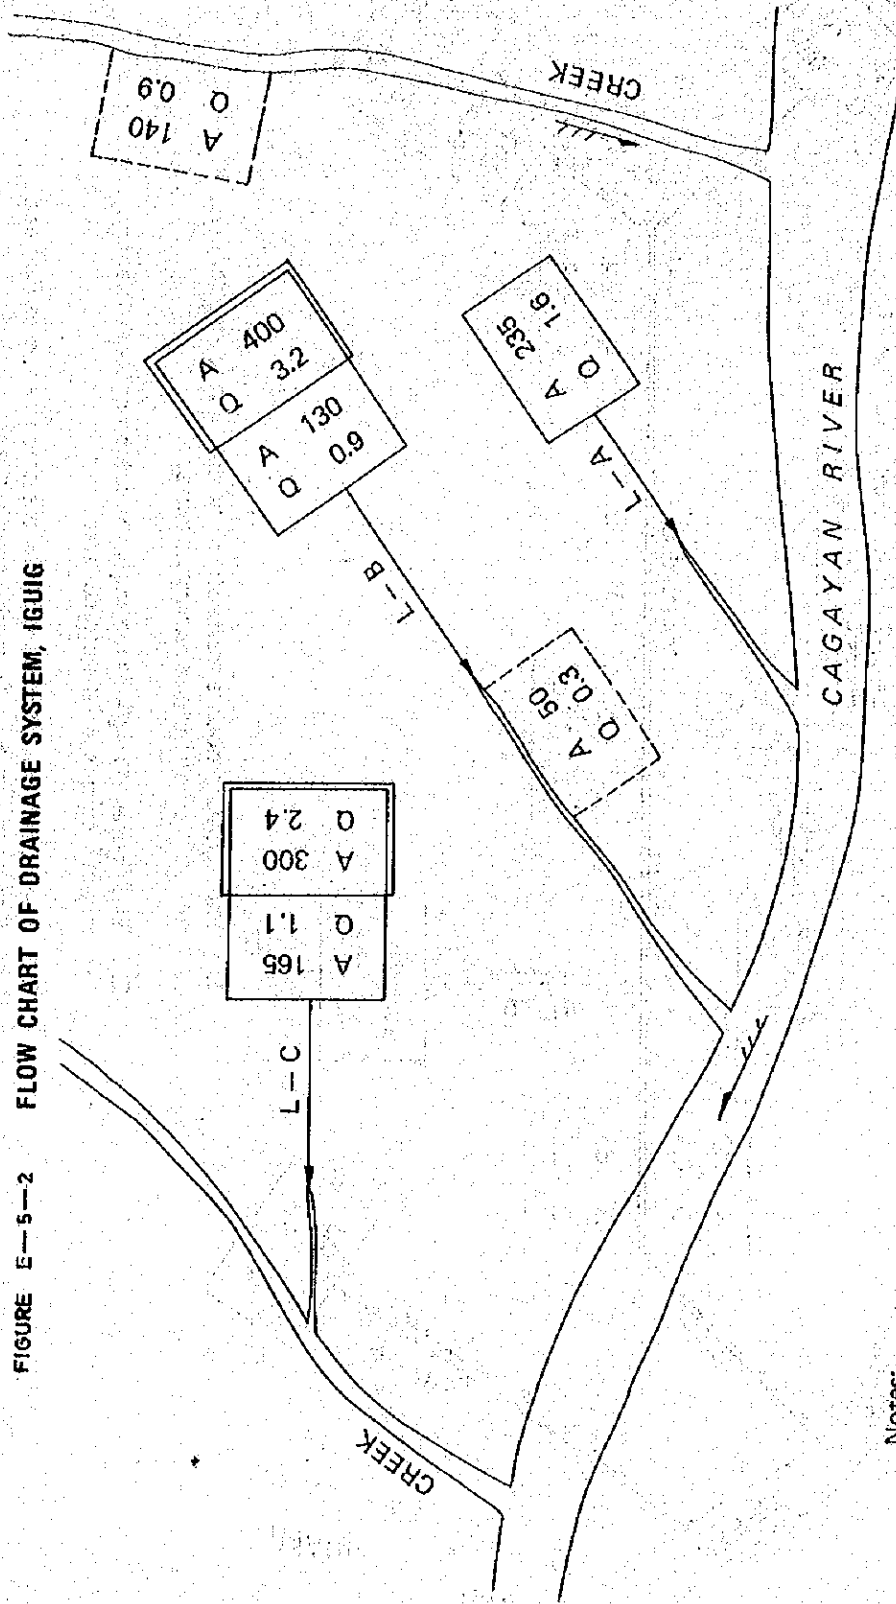 FIGURE E—5—2 FLOW CHART OF DRAINAGE SYSTEM, IGUIG
CREEK
L—C
A 165
Q 1.1
A 300
Q 2.4
L—B
A 130
Q 0.9
A 400
Q 3.2
A 50
Q 0.3
L—A
A 235
Q 1.6
A 140
Q 0.9
CREEK
CAGAYAN RIVER
Notes: